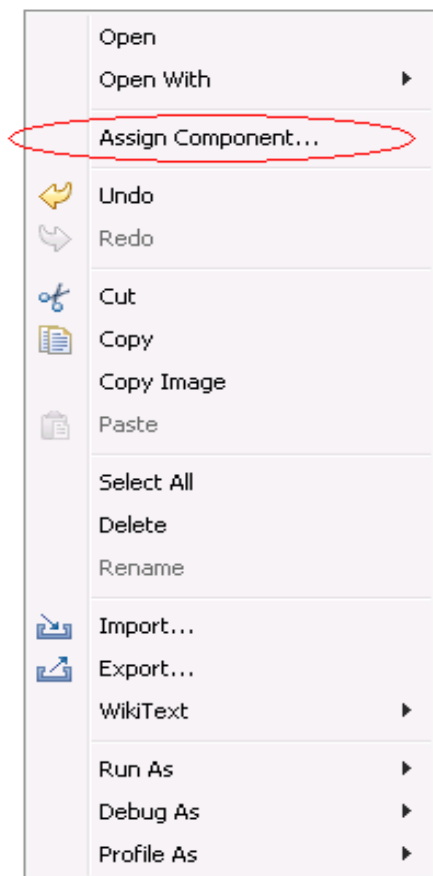 Open
Open With
Assign Component...
Undo
Redo
Cut
Copy
Copy Image
Paste
Select All
Delete
Rename
Import...
Export...
WikiText
Run As
Debug As
Profile As